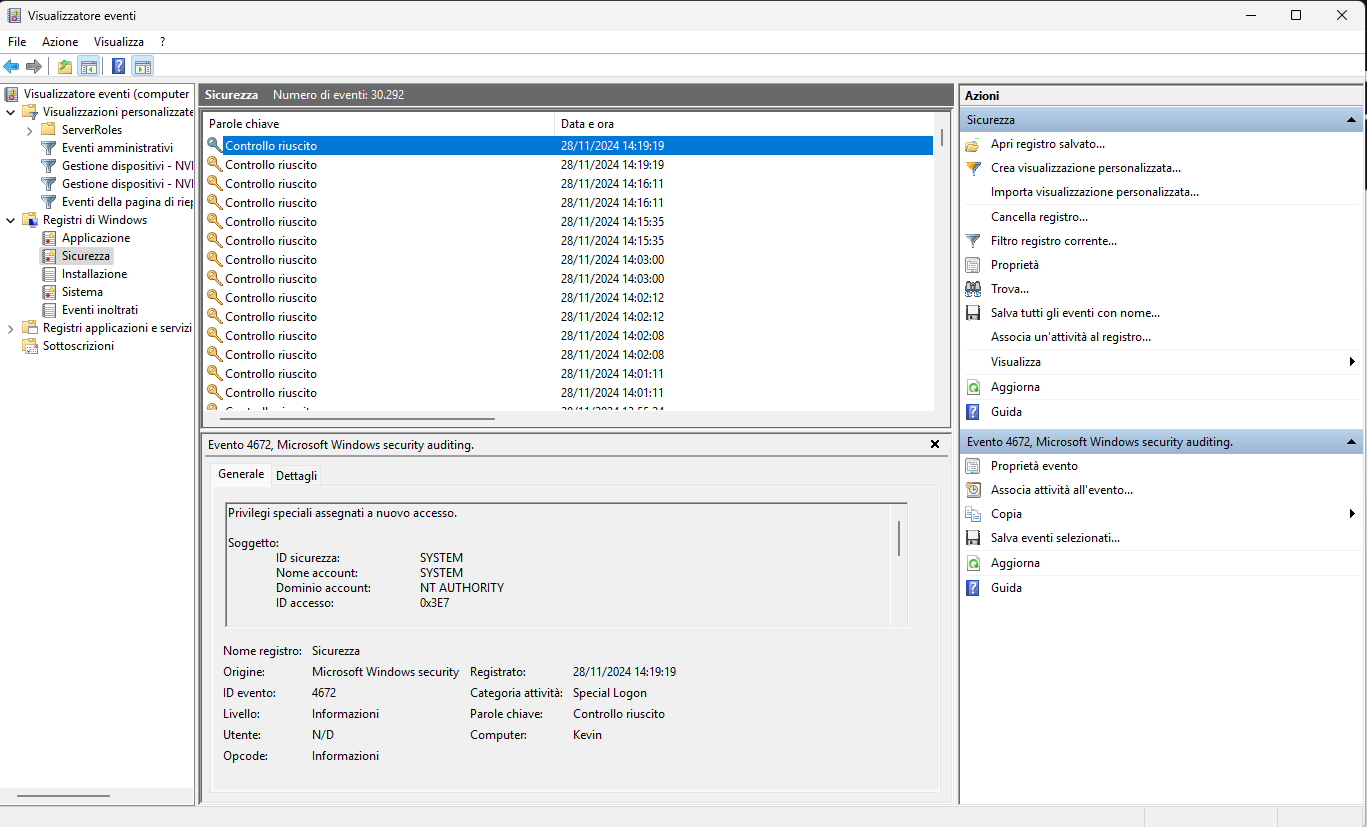 Visualizzatore eventi
File Azione Visualizza ?
Visualizzatore eventi (computer
Visualizzazioni personalizzate
ServerRoles
Eventi amministrativi
Gestione dispositivi - NVI
Gestione dispositivi - NVI
Eventi della pagina di riep
Registri di Windows
Applicazione
Sicurezza
Installazione
Sistema
Eventi inoltrati
Registri applicazioni e servizi
Sottoscrizioni
Sicurezza Numero di eventi: 30.292
Parole chiave Data e ora
Controllo riuscito 28/11/2024 14:19:19
Controllo riuscito 28/11/2024 14:19:19
Controllo riuscito 28/11/2024 14:16:11
Controllo riuscito 28/11/2024 14:16:11
Controllo riuscito 28/11/2024 14:15:35
Controllo riuscito 28/11/2024 14:15:35
Controllo riuscito 28/11/2024 14:03:00
Controllo riuscito 28/11/2024 14:03:00
Controllo riuscito 28/11/2024 14:02:12
Controllo riuscito 28/11/2024 14:02:12
Controllo riuscito 28/11/2024 14:02:08
Controllo riuscito 28/11/2024 14:02:08
Controllo riuscito 28/11/2024 14:01:11
Controllo riuscito 28/11/2024 14:01:11
Evento 4672, Microsoft Windows security auditing.
Generale Dettagli
Privilegi speciali assegnati a nuovo accesso.
Soggetto:
ID sicurezza: SYSTEM
Nome account: SYSTEM
Dominio account: NT AUTHORITY
ID accesso: 0x3E7
Nome registro: Sicurezza
Origine: Microsoft Windows security Registrato: 28/11/2024 14:19:19
ID evento: 4672 Categoria attività: Special Logon
Livello: Informazioni Parole chiave: Controllo riuscito
Utente: N/D Computer: Kevin
Opcode: Informazioni
Azioni
Sicurezza
Apri registro salvato...
Crea visualizzazione personalizzata...
Importa visualizzazione personalizzata...
Cancella registro...
Filtro registro corrente...
Proprietà
Trova...
Salva tutti gli eventi con nome...
Associa un'attività al registro...
Visualizza
Aggiorna
Guida
Evento 4672, Microsoft Windows security auditing.
Proprietà evento
Associa attività all'evento...
Copia
Salva eventi selezionati...
Aggiorna
Guida